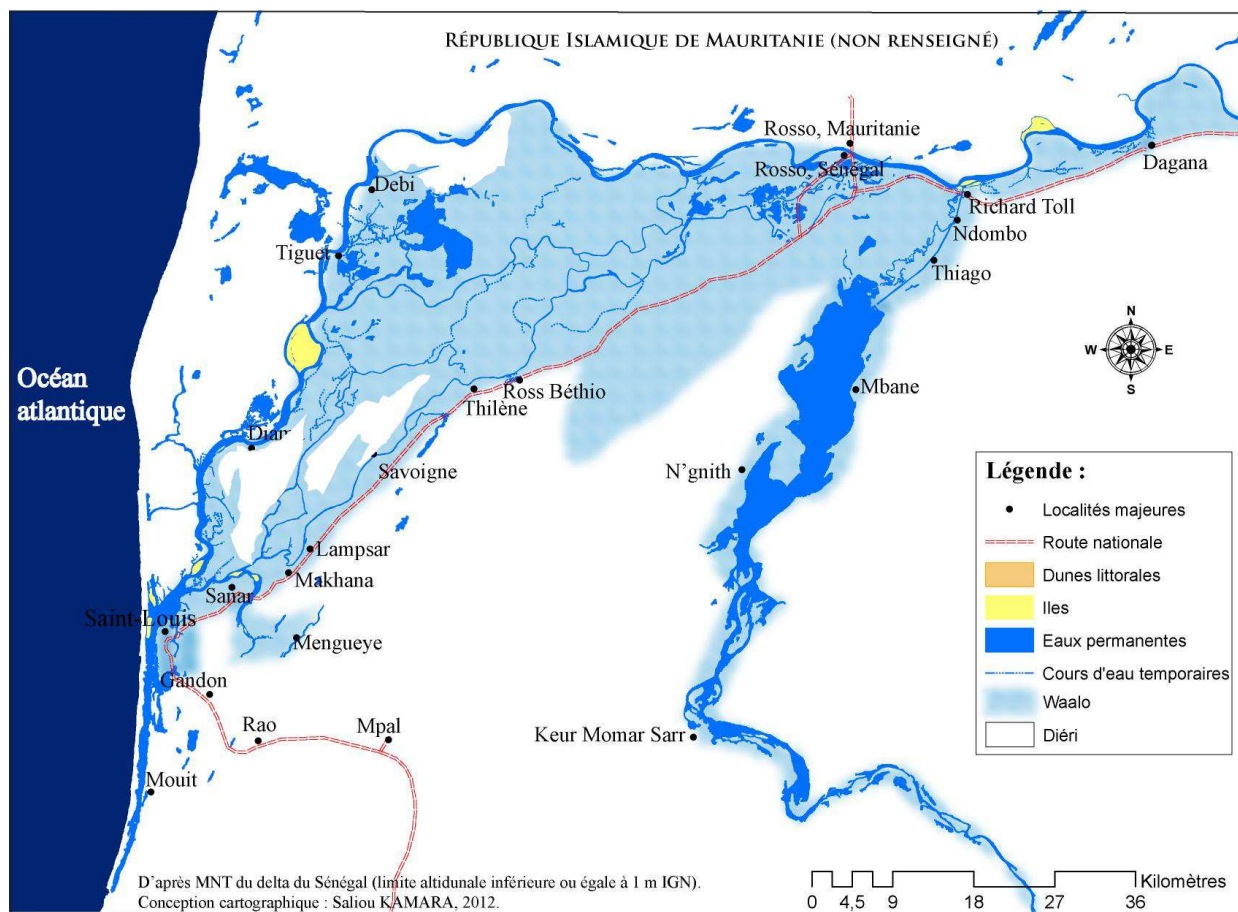 RÉPUBLIQUE ISLAMIQUE DE MAURITANIE (NON RENSEIGNÉ)
Rosso, Mauritanie
Rosso, Sénégal
Dagana
Debi
Richard Toll
Ndombo
Tiguet
Thiago
N
W
E
S
Océan
atlantique
Ross Béthio
Thilène
Mbane
Diam
Savoigne
N'gnith
Légende :
Localités majeures
Route nationale
Dunes littorales
Iles
Eaux permanentes
Cours d'eau temporaires
Waalo
Diéri
Lampsar
Makhana
Sanar
Saint-Louis
Mengueye
Gandon
Rao
Mpal
Keur Momar Sarr
Mouit
D'après MNT du delta du Sénégal (limite altidunale inférieure ou égale à 1 m IGN).
Conception cartographique : Saliou KAMARA, 2012.
Kilomètres
0 4,5 9 18 27 36